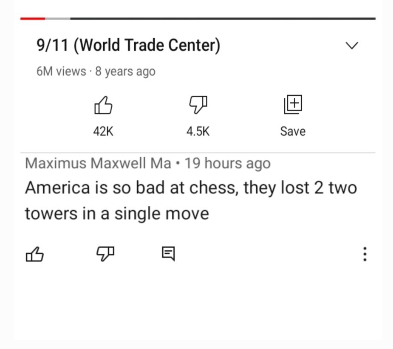 9/11 (World Trade Center)
6M views · 8 years ago
42K
4.5K
Save
Maximus Maxwell Ma • 19 hours ago
America is so bad at chess, they lost 2 two
towers in a single move